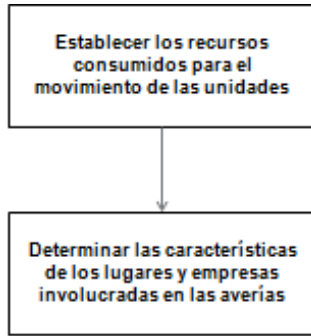 Establecer los recursos
consumidos para el
movimiento de las unidades
Determinar las características
de los lugares y empresas
involucradas en las averías